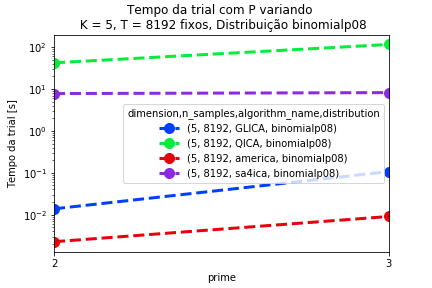 Tempo da trial com P variando
K = 5, T = 8192 fixos, Distribuição binomialp08
Tempo da trial [s]
10²
10¹
10⁰
10⁻¹
10⁻²
dimension,n_samples,algorithm_name,distribution
(5, 8192, GLICA, binomialp08)
(5, 8192, QICA, binomialp08)
(5, 8192, america, binomialp08)
(5, 8192, sa4ica, binomialp08)
2
3
prime